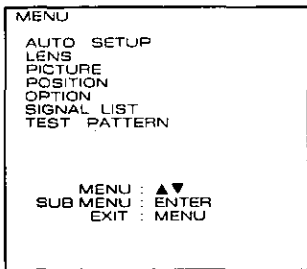 MENU
AUTO SETUP
LENS
PICTURE
POSITION
OPTION
SIGNAL LIST
TEST PATTERN
MENU : ▲▼
SUB MENU : ENTER
EXIT : MENU